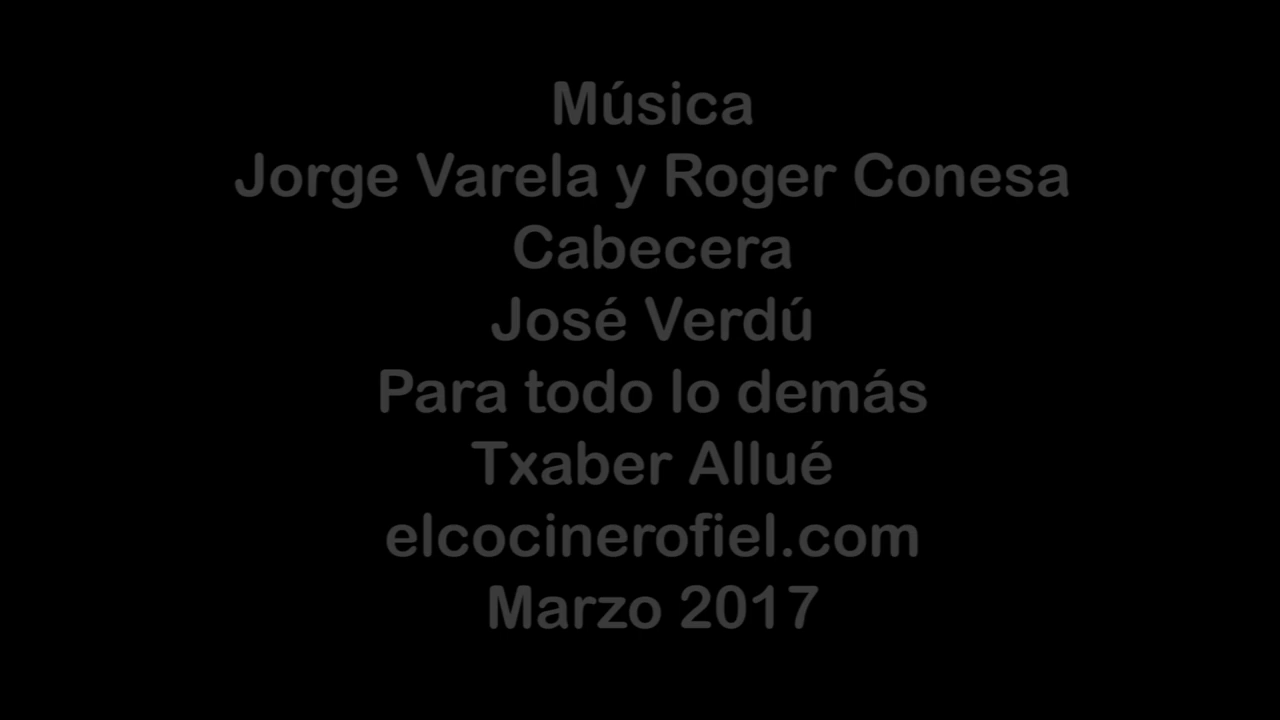 Música
Jorge Varela y Roger Conesa
Cabecera
José Verdú
Para todo lo demás
Txaber Allué
elcocinerofiel.com
Marzo 2017